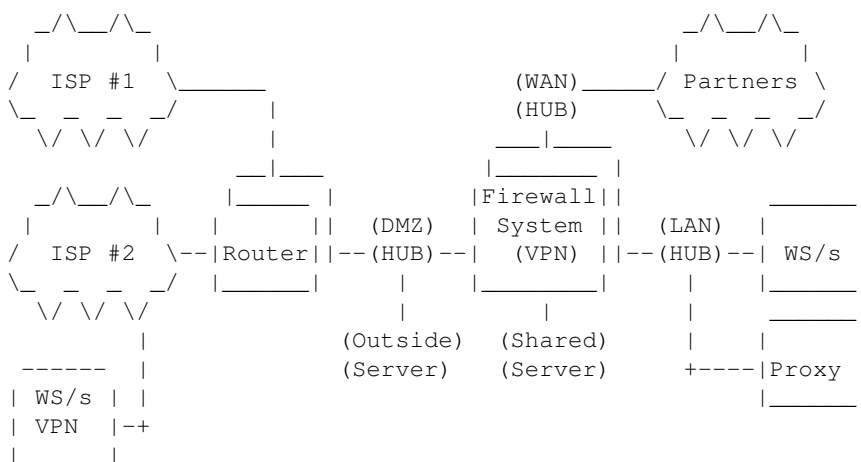 ISP #1 (WAN) Partners
(HUB)
Firewall
(DMZ) System (LAN)
ISP #2 Router (HUB) (VPN) (HUB) WS/s
(Outside) (Shared)
(Server) (Server) Proxy
WS/s
VPN